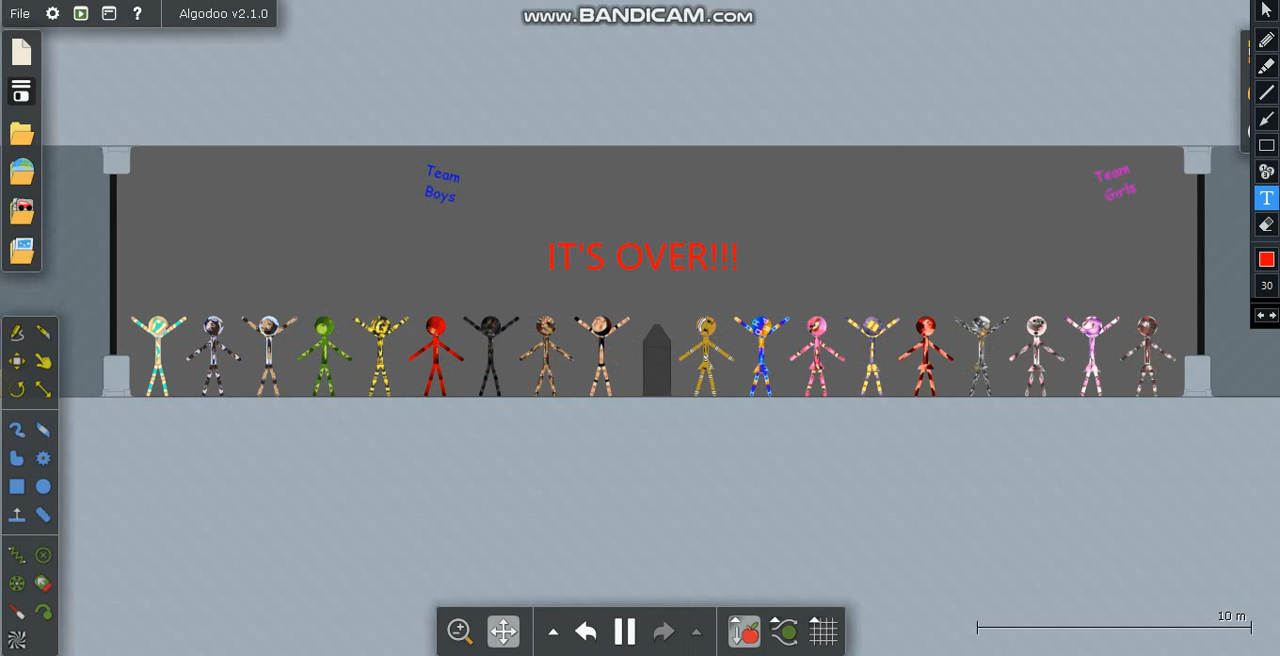 File
?
Algodoo v2.1.0
www.BANDICAM.com
Team
Boys
Team
Girls
IT'S OVER!!!
T
30
10 m